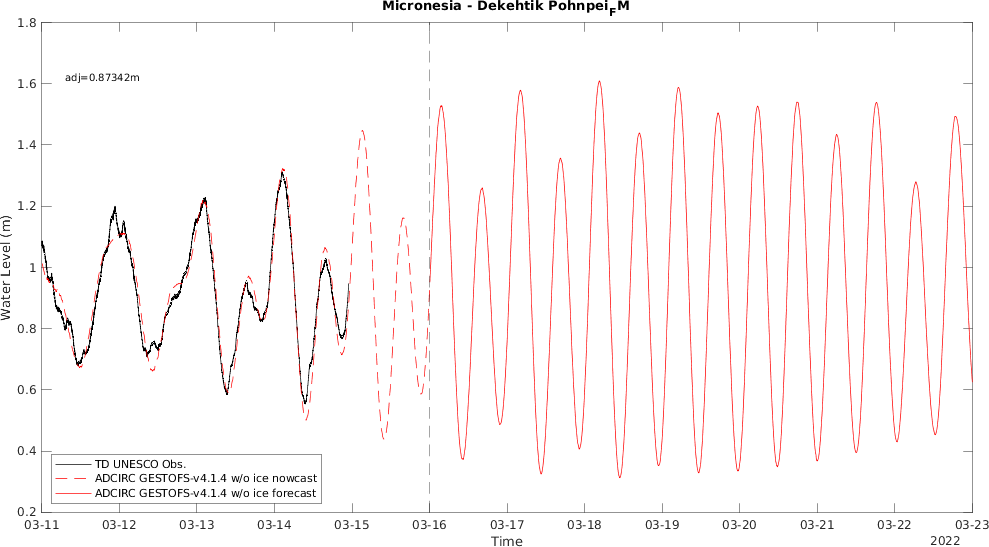 Micronesia - Dekehtik PohnpeiFM
1.8
1.6
1.4
1.2
1
0.8
0.6
0.4
0.2
Water Level (m)
adj=0.87342m
TD UNESCO Obs.
ADCIRC GESTOFS-v4.1.4 w/o ice nowcast
ADCIRC GESTOFS-v4.1.4 w/o ice forecast
03-11 03-12 03-13 03-14 03-15 03-16 03-17 03-18 03-19 03-20 03-21 03-22 03-23
Time
2022